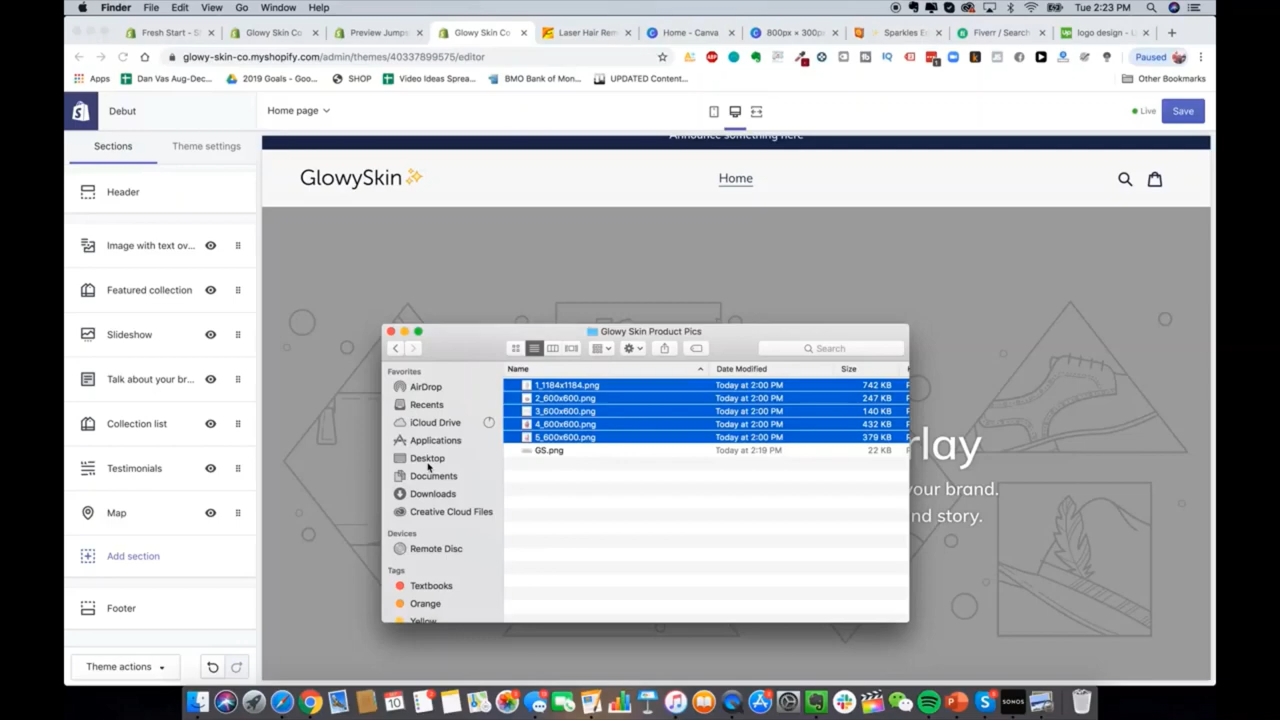 Finder File Edit View Go Window Help Tue 2:23 PM
Fresh Start - S Glowy Skin Co Preview Jumps Glowy Skin Co Laser Hair Rem Home - Canva 800px × 300px Sparkles E Fiverr / Search logo design - L
glowy-skin-co.myshopify.com/admin/themes/40337899575/editor Paused
Apps Dan Vas Aug-Dec... 2019 Goals - Goo... SHOP Video Ideas Sprea... BMO Bank of Mon... UPDATED Content... Other Bookmarks
Debut Home page Live Save
Sections Theme settings
Announce something here
Header
GlowySkin Home
Image with text ov...
Featured collection
Slideshow
Talk about your br...
Collection list
Testimonials
Map
Add section
Footer
Theme actions
Glowy Skin Product Pics
Search
Favorites
AirDrop
Recents
iCloud Drive
Applications
Desktop
Documents
Downloads
Creative Cloud Files
Devices
Remote Disc
Tags
Textbooks
Orange
Yellow
Name Date Modified Size
1_1184x1184.png Today at 2:00 PM 742 KB
2_600x600.png Today at 2:00 PM 247 KB
3_600x600.png Today at 2:00 PM 140 KB
4_600x600.png Today at 2:00 PM 432 KB
5_600x600.png Today at 2:00 PM 379 KB
GS.png Today at 2:19 PM 22 KB
rlay
your brand.
nd story.
SONOS